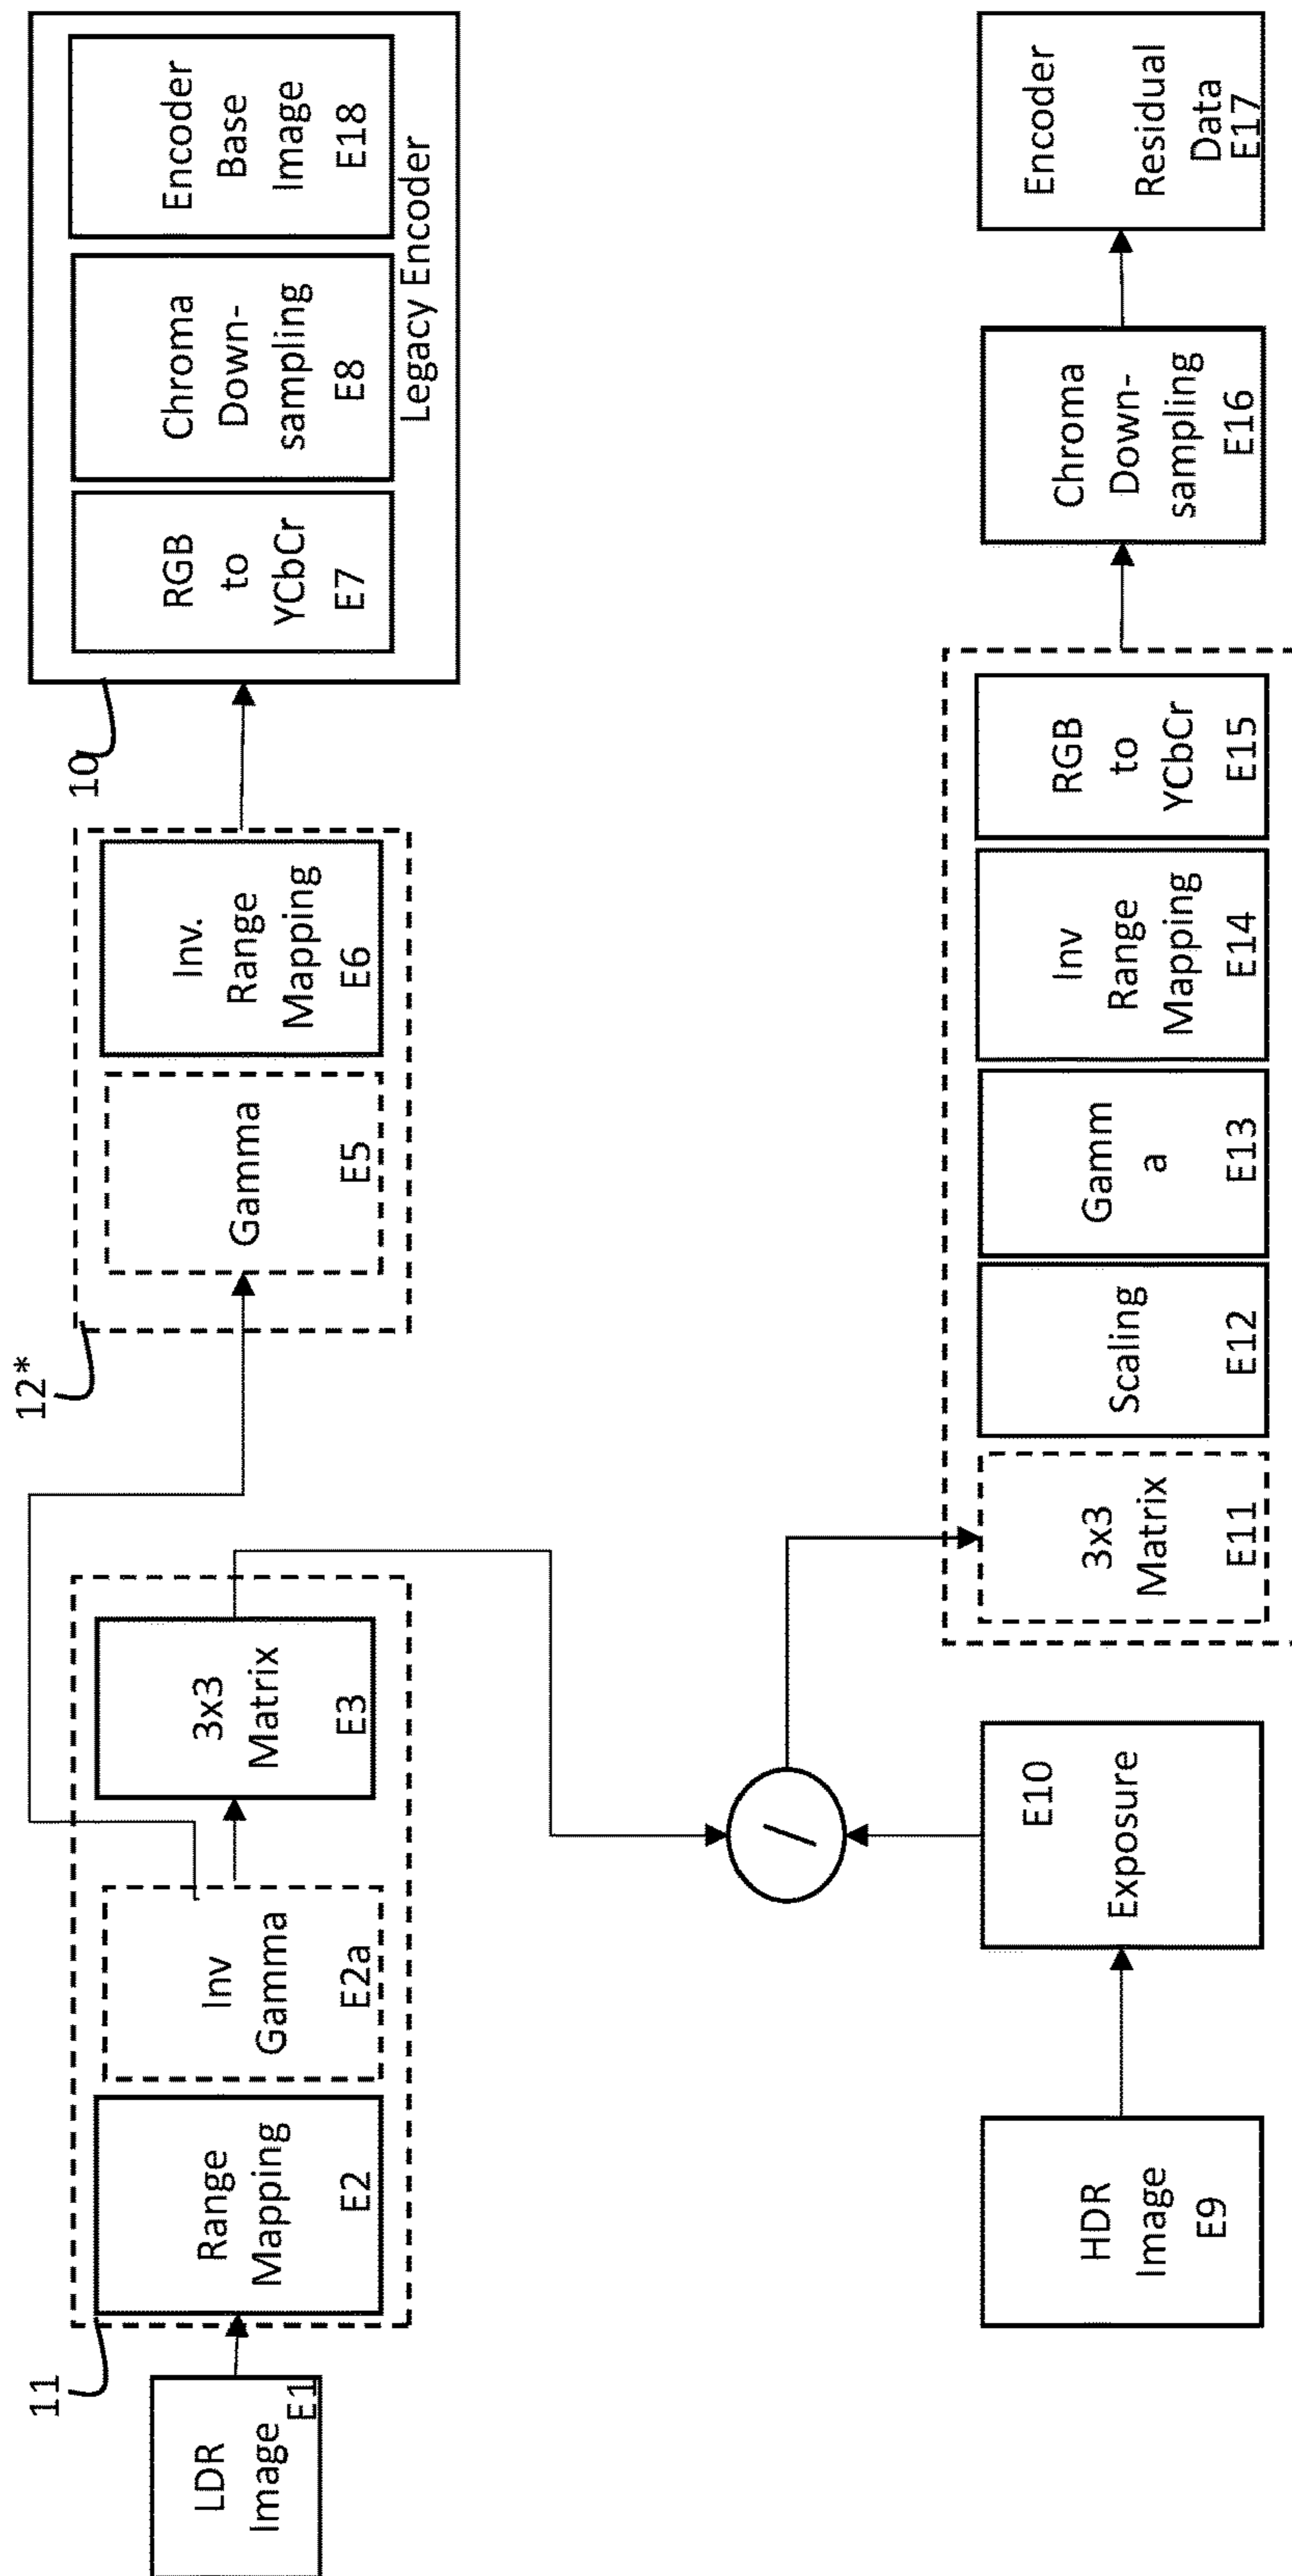 11
LDR
Image
E1
Range
Mapping
E2
Inv
Gamma
E2a
3x3
Matrix
E3
12*
Gamma
E5
Inv.
Range
Mapping
E6
10
RGB
to
YCbCr
E7
Chroma
Down-
sampling
E8
Encoder
Base
Image
E18
Legacy Encoder
/
HDR
Image
E9
E10
Exposure
3x3
Matrix
E11
Scaling
E12
Gamm
a
E13
Inv
Range
Mapping
E14
RGB
to
YCbCr
E15
Chroma
Down-
sampling
E16
Encoder
Residual
Data
E17